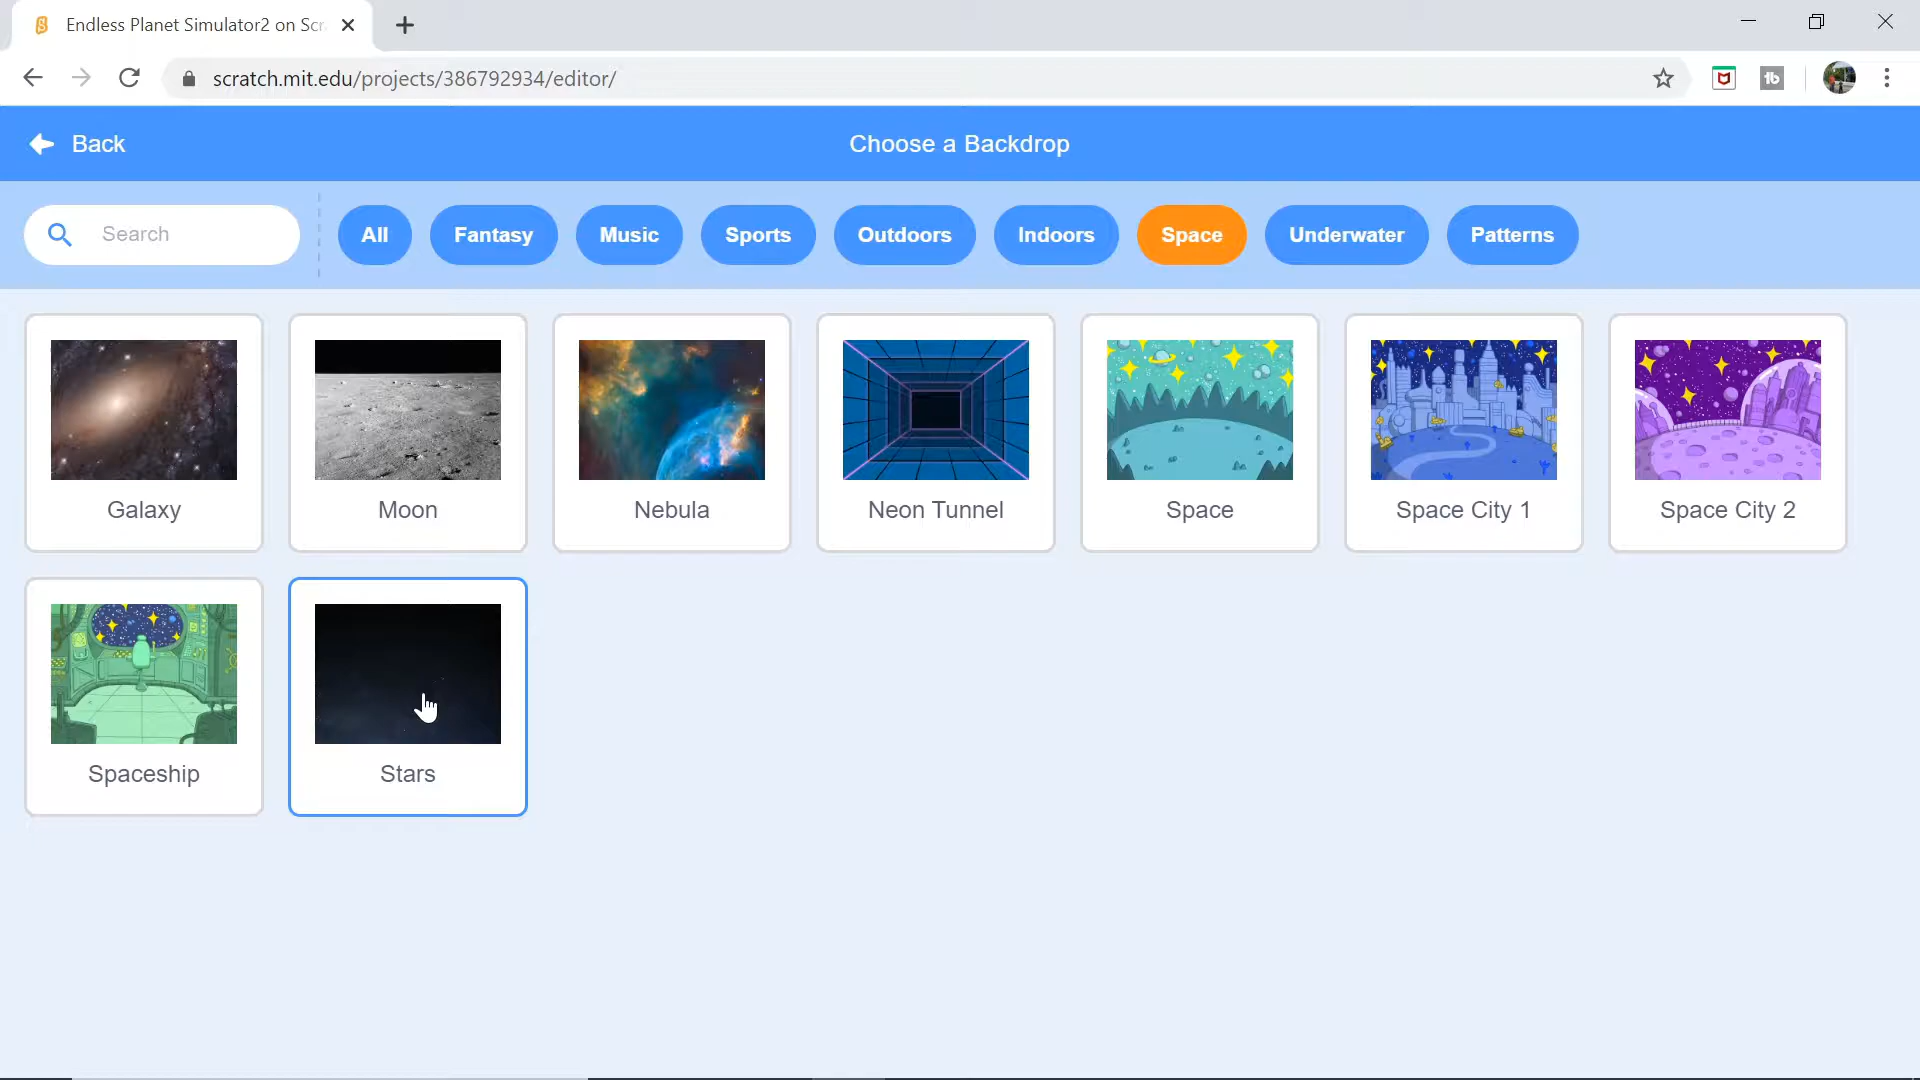 Endless Planet Simulator2 on Scr
scratch.mit.edu/projects/386792934/editor/
Back
Choose a Backdrop
Search
All
Fantasy
Music
Sports
Outdoors
Indoors
Space
Underwater
Patterns
Galaxy
Moon
Nebula
Neon Tunnel
Space
Space City 1
Space City 2
Spaceship
Stars